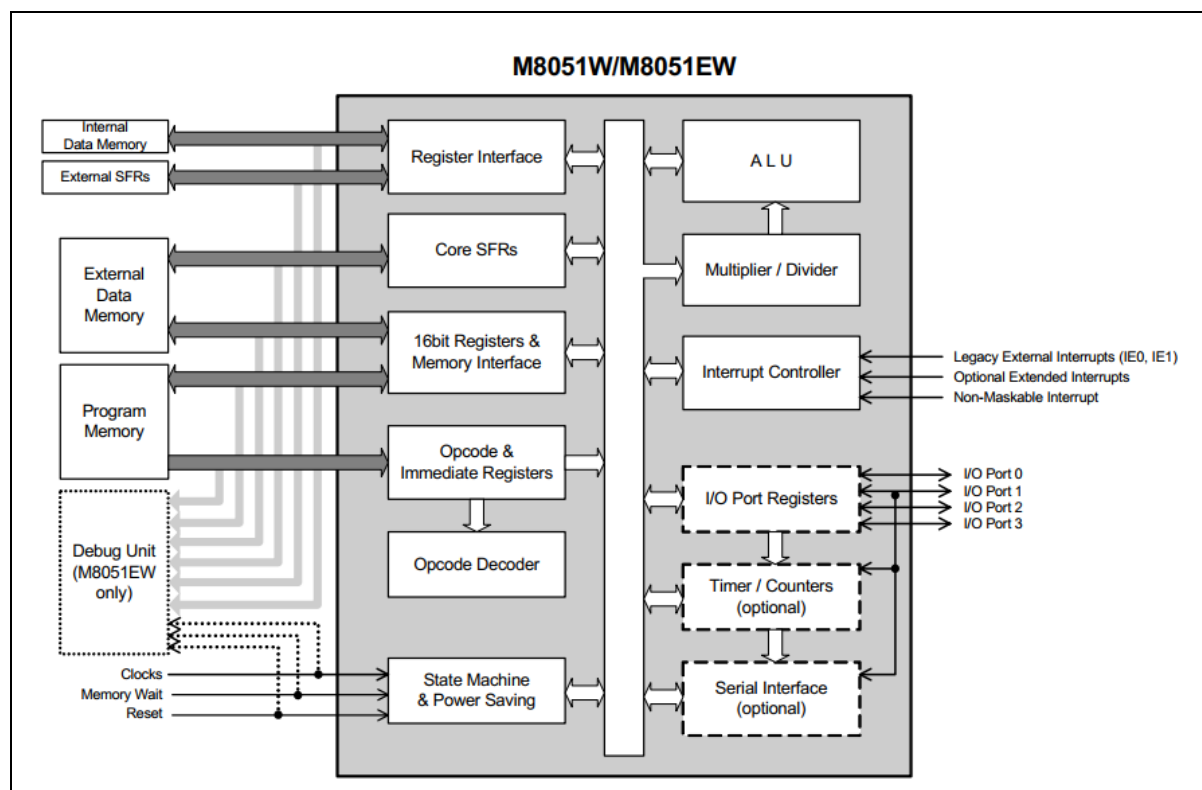 M8051W/M8051EW
Internal
Data Memory
External SFRs
External
Data
Memory
Program
Memory
Debug Unit
(M8051EW
only)
Clocks
Memory Wait
Reset
Register Interface
Core SFRs
16bit Registers &
Memory Interface
Opcode &
Immediate Registers
Opcode Decoder
State Machine
& Power Saving
A L U
Multiplier / Divider
Interrupt Controller
I/O Port Registers
Timer / Counters
(optional)
Serial Interface
(optional)
Legacy External Interrupts (IE0, IE1)
Optional Extended Interrupts
Non-Maskable Interrupt
I/O Port 0
I/O Port 1
I/O Port 2
I/O Port 3